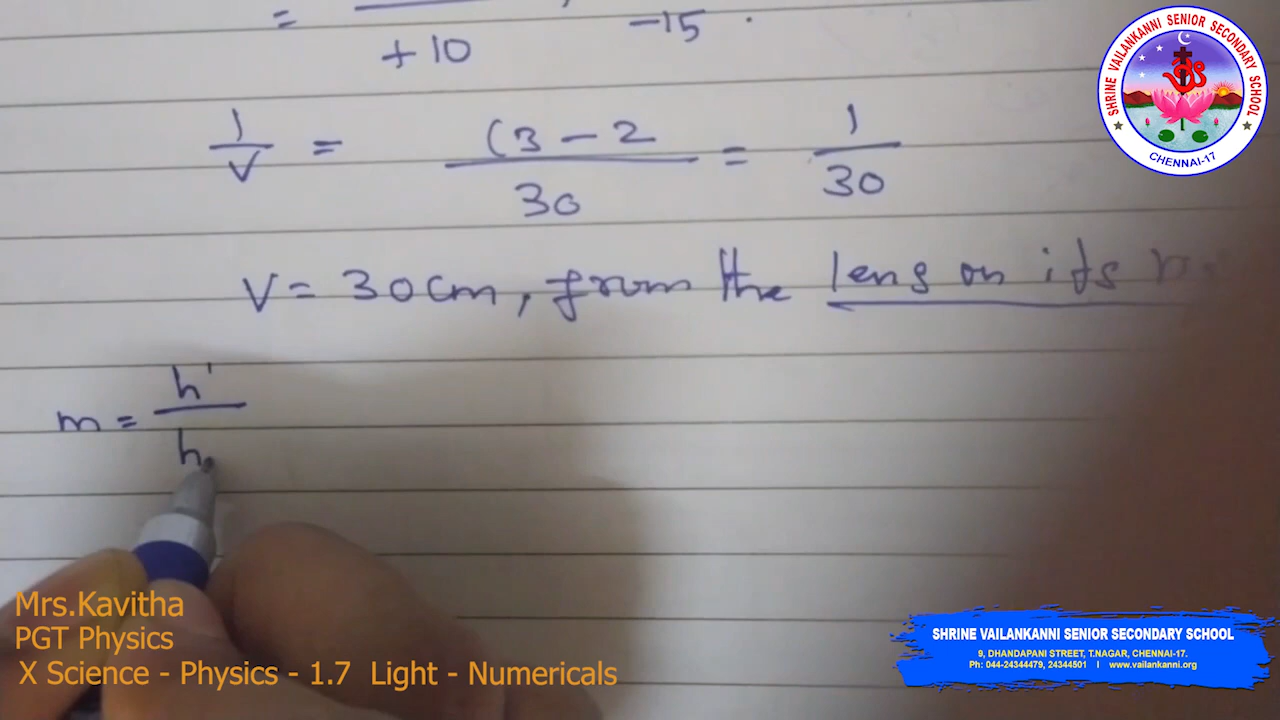 =
+10 -15 .
1/V = (3 - 2 / 30 = 1/30
V = 30cm, from the lens on its
m = h'/h
SHRINE VAILANKANNI SENIOR SECONDARY SCHOOL
CHENNAI-17
Mrs.Kavitha
PGT Physics
X Science - Physics - 1.7 Light - Numericals
SHRINE VAILANKANNI SENIOR SECONDARY SCHOOL
9, DHANDAPANI STREET, T.NAGAR, CHENNAI-17.
Ph: 044-24344479, 24344501 I www.vailankanni.org